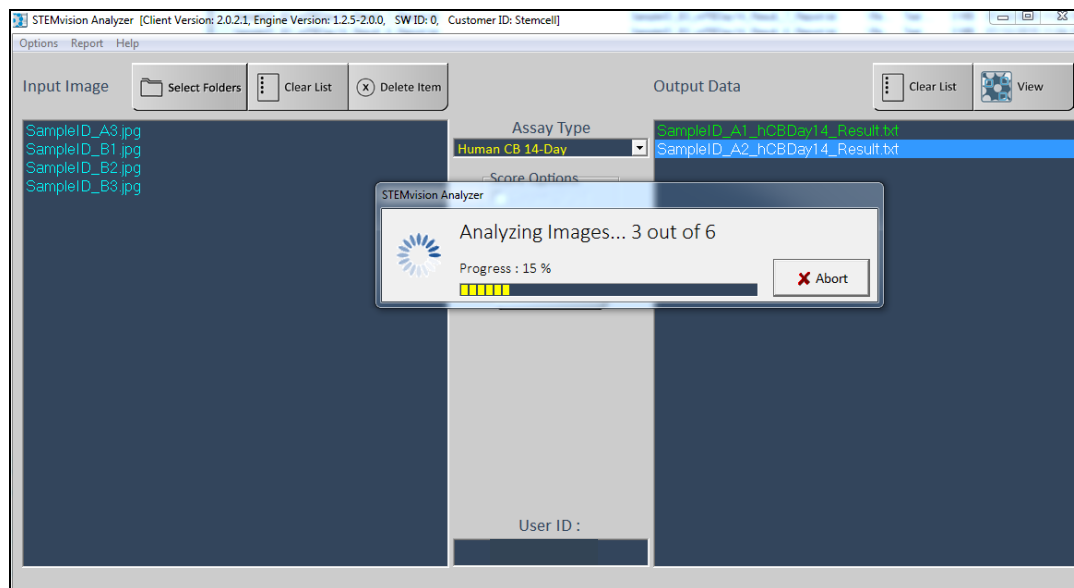 STEMvision Analyzer [Client Version: 2.0.2.1, Engine Version: 1.2.5-2.0.0, SW ID: 0, Customer ID: Stemcell]
Options Report Help
Input Image
Select Folders
Clear List
x Delete Item
Output Data
Clear List
View
SampleID_A3.jpg
SampleID_B1.jpg
SampleID_B2.jpg
SampleID_B3.jpg
Assay Type
Human CB 14-Day
Score Options
SampleID_A1_hCBDay14_Result.txt
SampleID_A2_hCBDay14_Result.txt
STEMvision Analyzer
Analyzing Images... 3 out of 6
Progress : 15 %
Abort
User ID :